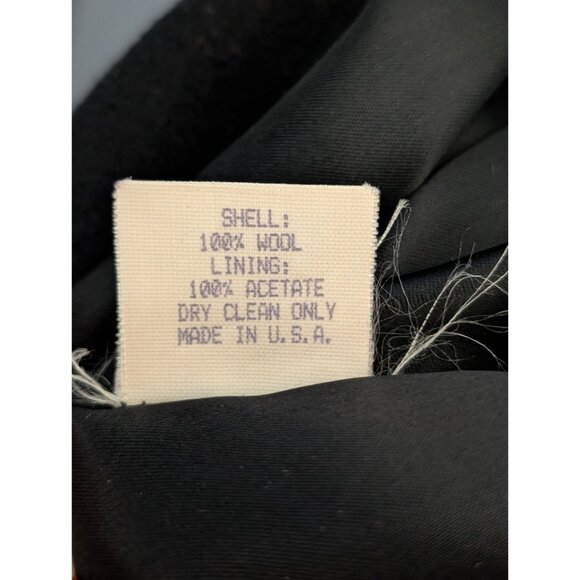 SHELL:
100% WOOL
LINING:
100% ACETATE
DRY CLEAN ONLY
MADE IN U.S.A.